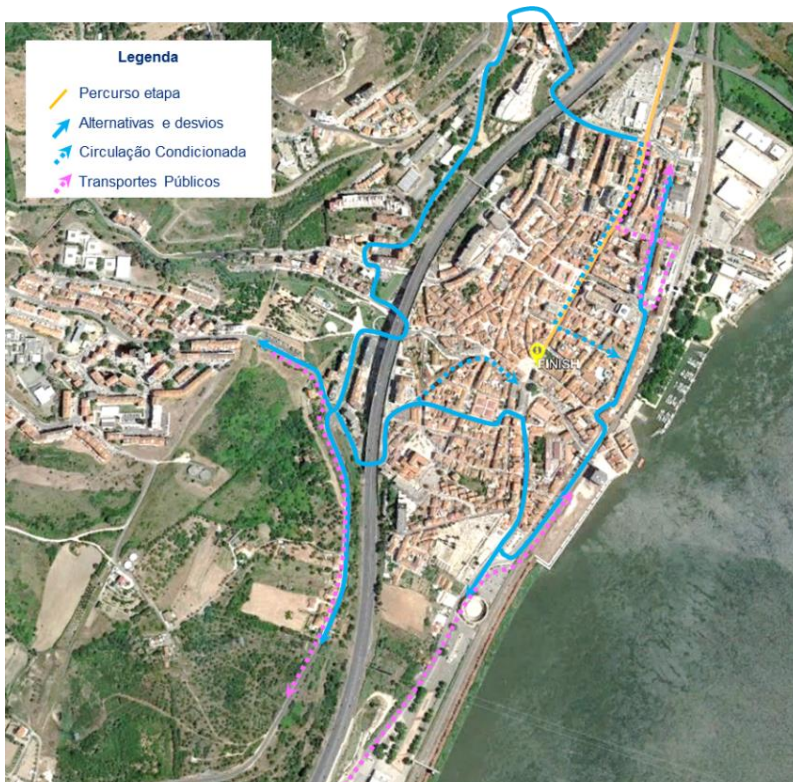 Legenda
Percurso etapa
Alternativas e desvios
Circulação Condicionada
Transportes Públicos
FINISH